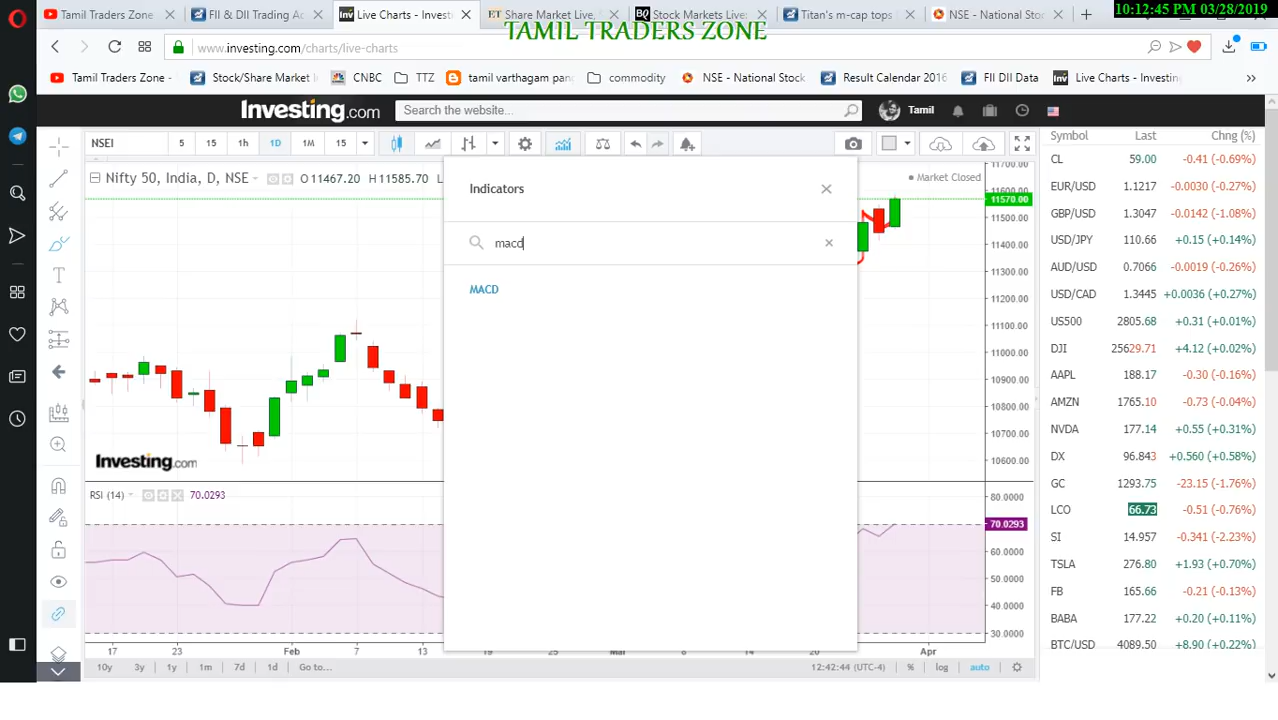 Tamil Traders Zone
FII & DII Trading Ac
Live Charts - Investi
Share Market Live,
Stock Markets Live:
Titan's m-cap tops
NSE - National Stor
10:12:45 PM 03/28/2019
TAMIL TRADERS ZONE
www.investing.com/charts/live-charts
Tamil Traders Zone -
Stock/Share Market I
CNBC
TTZ
tamil varthagam pan
commodity
NSE - National Stock
Result Calendar 2016
FII DII Data
Live Charts - Investin
Investing.com
Search the website...
Tamil
NSEI
5
15
1h
1D
1M
15
Nifty 50, India, D, NSE
O 11467.20
H 11585.70
L
Market Closed
Indicators
macd
MACD
11700.00
11600.00
11570.00
11500.00
11400.00
11300.00
11200.00
11100.00
11000.00
10900.00
10800.00
10700.00
10600.00
Investing.com
RSI (14)
70.0293
80.0000
70.0293
60.0000
50.0000
40.0000
30.0000
17
23
Feb
7
13
19
25
Mar
8
14
20
Apr
10y
3y
1y
1m
7d
1d
Go to...
12:42:44 (UTC-4)
%
log
auto
Symbol Last Chng (%)
CL 59.00 -0.41 (-0.69%)
EUR/USD 1.1217 -0.0030 (-0.27%)
GBP/USD 1.3047 -0.0142 (-1.08%)
USD/JPY 110.66 +0.15 (+0.14%)
AUD/USD 0.7066 -0.0019 (-0.26%)
USD/CAD 1.3445 +0.0036 (+0.27%)
US500 2805.68 +0.31 (+0.01%)
DJI 25629.71 +4.12 (+0.02%)
AAPL 188.17 -0.30 (-0.16%)
AMZN 1765.10 -0.73 (-0.04%)
NVDA 177.14 +0.55 (+0.31%)
DX 96.843 +0.560 (+0.58%)
GC 1293.75 -23.15 (-1.76%)
LCO 66.73 -0.51 (-0.76%)
SI 14.957 -0.341 (-2.23%)
TSLA 276.80 +1.93 (+0.70%)
FB 165.66 -0.21 (-0.13%)
BABA 177.22 +0.20 (+0.11%)
BTC/USD 4089.50 +8.90 (+0.22%)